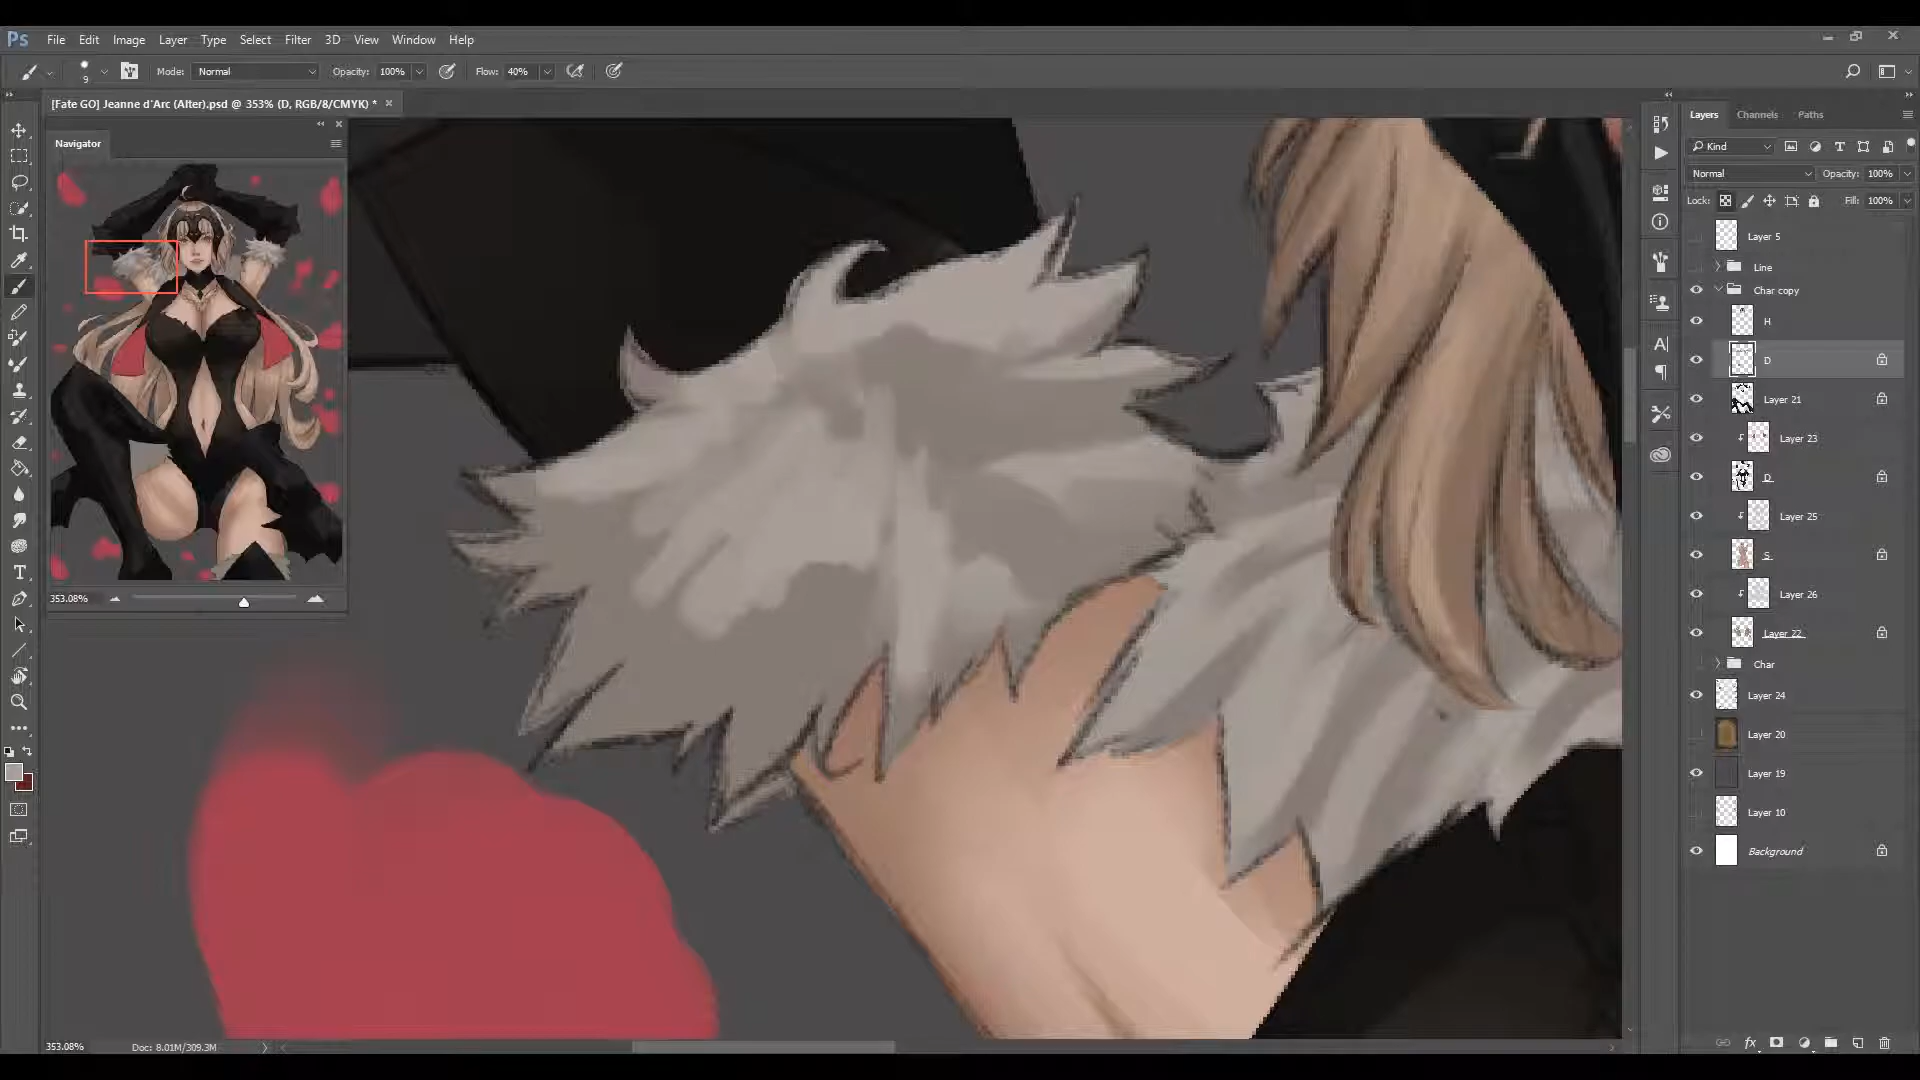 Ps File Edit Image Layer Type Select Filter 3D View Window Help
9 Mode: Normal Opacity: 100% Flow: 40%
[Fate GO] Jeanne d'Arc (Alter).psd @ 353% (D, RGB/8/CMYK) *
Navigator
353.08%
353.08% Doc: 8.01M/309.3M
Layers Channels Paths
Kind
Normal Opacity: 100%
Lock: Fill: 100%
Layer 5
Line
Char copy
H
D
Layer 21
Layer 23
D
Layer 25
S
Layer 26
Layer 22
Char
Layer 24
Layer 20
Layer 19
Layer 10
Background